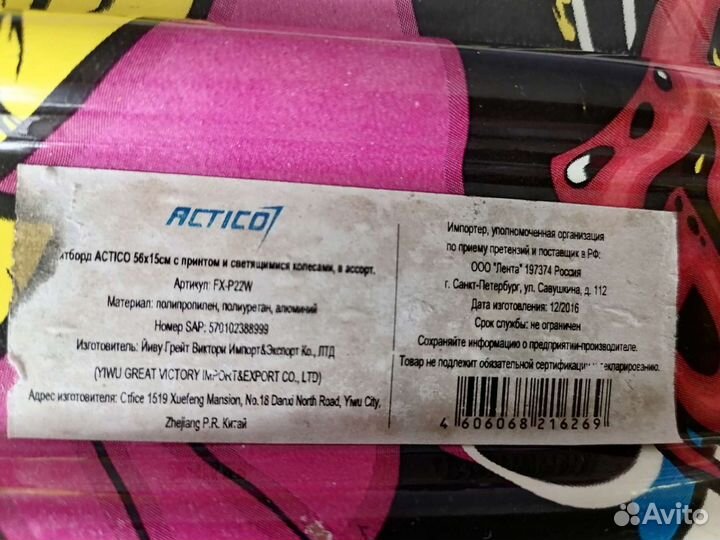 ACTICO
итборд ACTICO 56х15см с принтом и светящимися колесами, в ассорт.
Артикул: FX-P22W
Материал: полипропилен, полиуретан, алюминий
Номер SAP: 570102388999
Изготовитель: Йиву Грейт Виктори Импорт&Экспорт Ко., ЛТД
(YIWU GREAT VICTORY IMPORT&EXPORT CO., LTD)
Адрес изготовителя: Ctfice 1519 Xuefeng Mansion, No.18 Danxi North Road, Yiwu City,
Zhejiang P.R. Китай
Импортер, уполномоченная организация
по приему претензий и поставщик в РФ:
ООО "Лента" 197374 Россия
г. Санкт-Петербург, ул. Савушкина, д. 112
Дата изготовления: 12/2016
Срок службы: не ограничен
Сохраняйте информацию о предприятии-производителе.
Товар не подлежит обязательной сертификации декларированию.
4 606068 216269
Avito